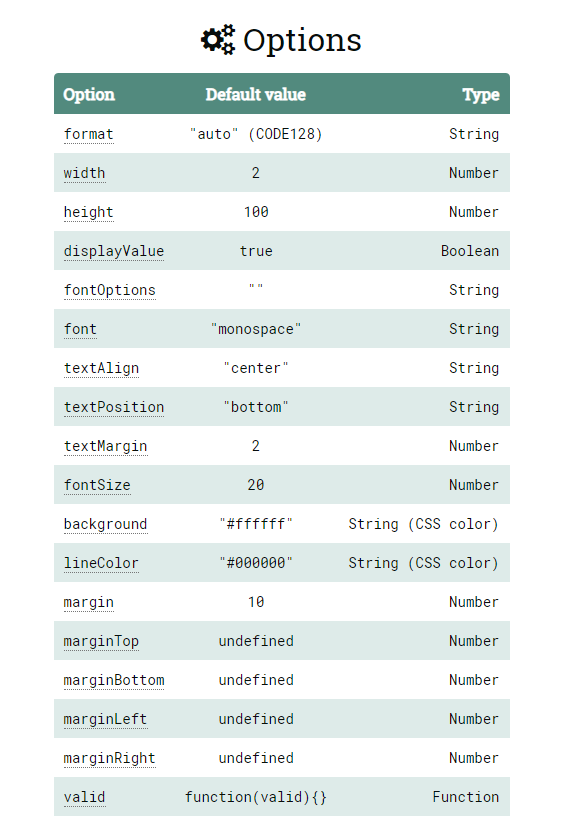 Options
Option Default value Type
format "auto" (CODE128) String
width 2 Number
height 100 Number
displayValue true Boolean
fontOptions "" String
font "monospace" String
textAlign "center" String
textPosition "bottom" String
textMargin 2 Number
fontSize 20 Number
background "#ffffff" String (CSS color)
lineColor "#000000" String (CSS color)
margin 10 Number
marginTop undefined Number
marginBottom undefined Number
marginLeft undefined Number
marginRight undefined Number
valid function(valid){} Function